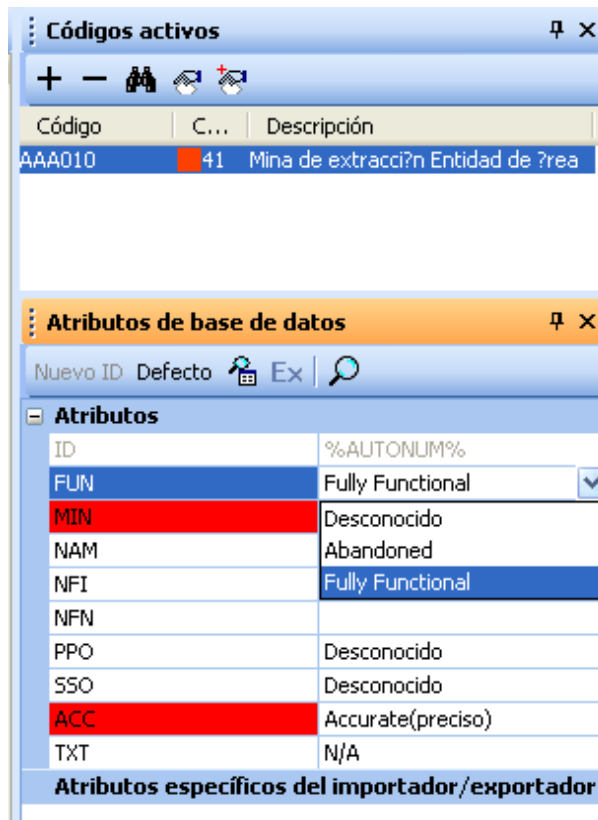 Códigos activos
Código C... Descripción
AAA010 41 Mina de extracci?n Entidad de ?rea
Atributos de base de datos
Nuevo ID Defecto Ex
Atributos
ID %AUTONUM%
FUN Fully Functional
MIN Desconocido
NAM Abandoned
NFI Fully Functional
NFN
PPO Desconocido
SSO Desconocido
ACC Accurate(preciso)
TXT N/A
Atributos específicos del importador/exportador